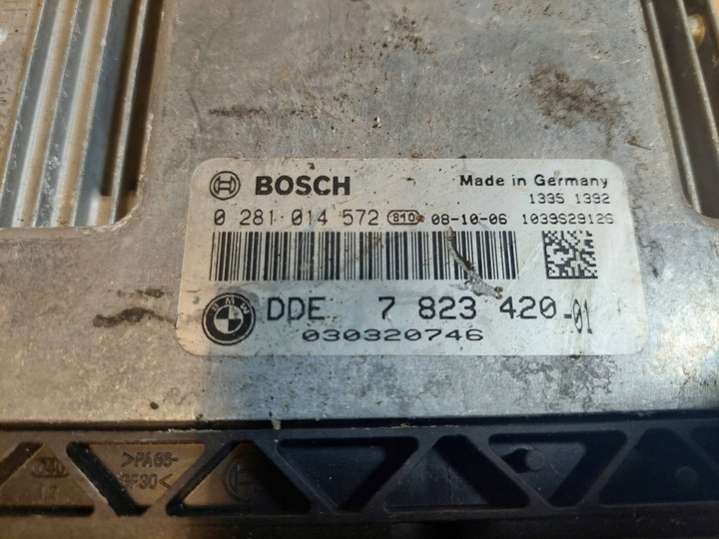 BOSCH Made in Germany
1335 1392
0 281 014 572 810 08-10-06 1039S29126
BMW DDE 7 823 420-01
030320746
>PA66-
GF30<